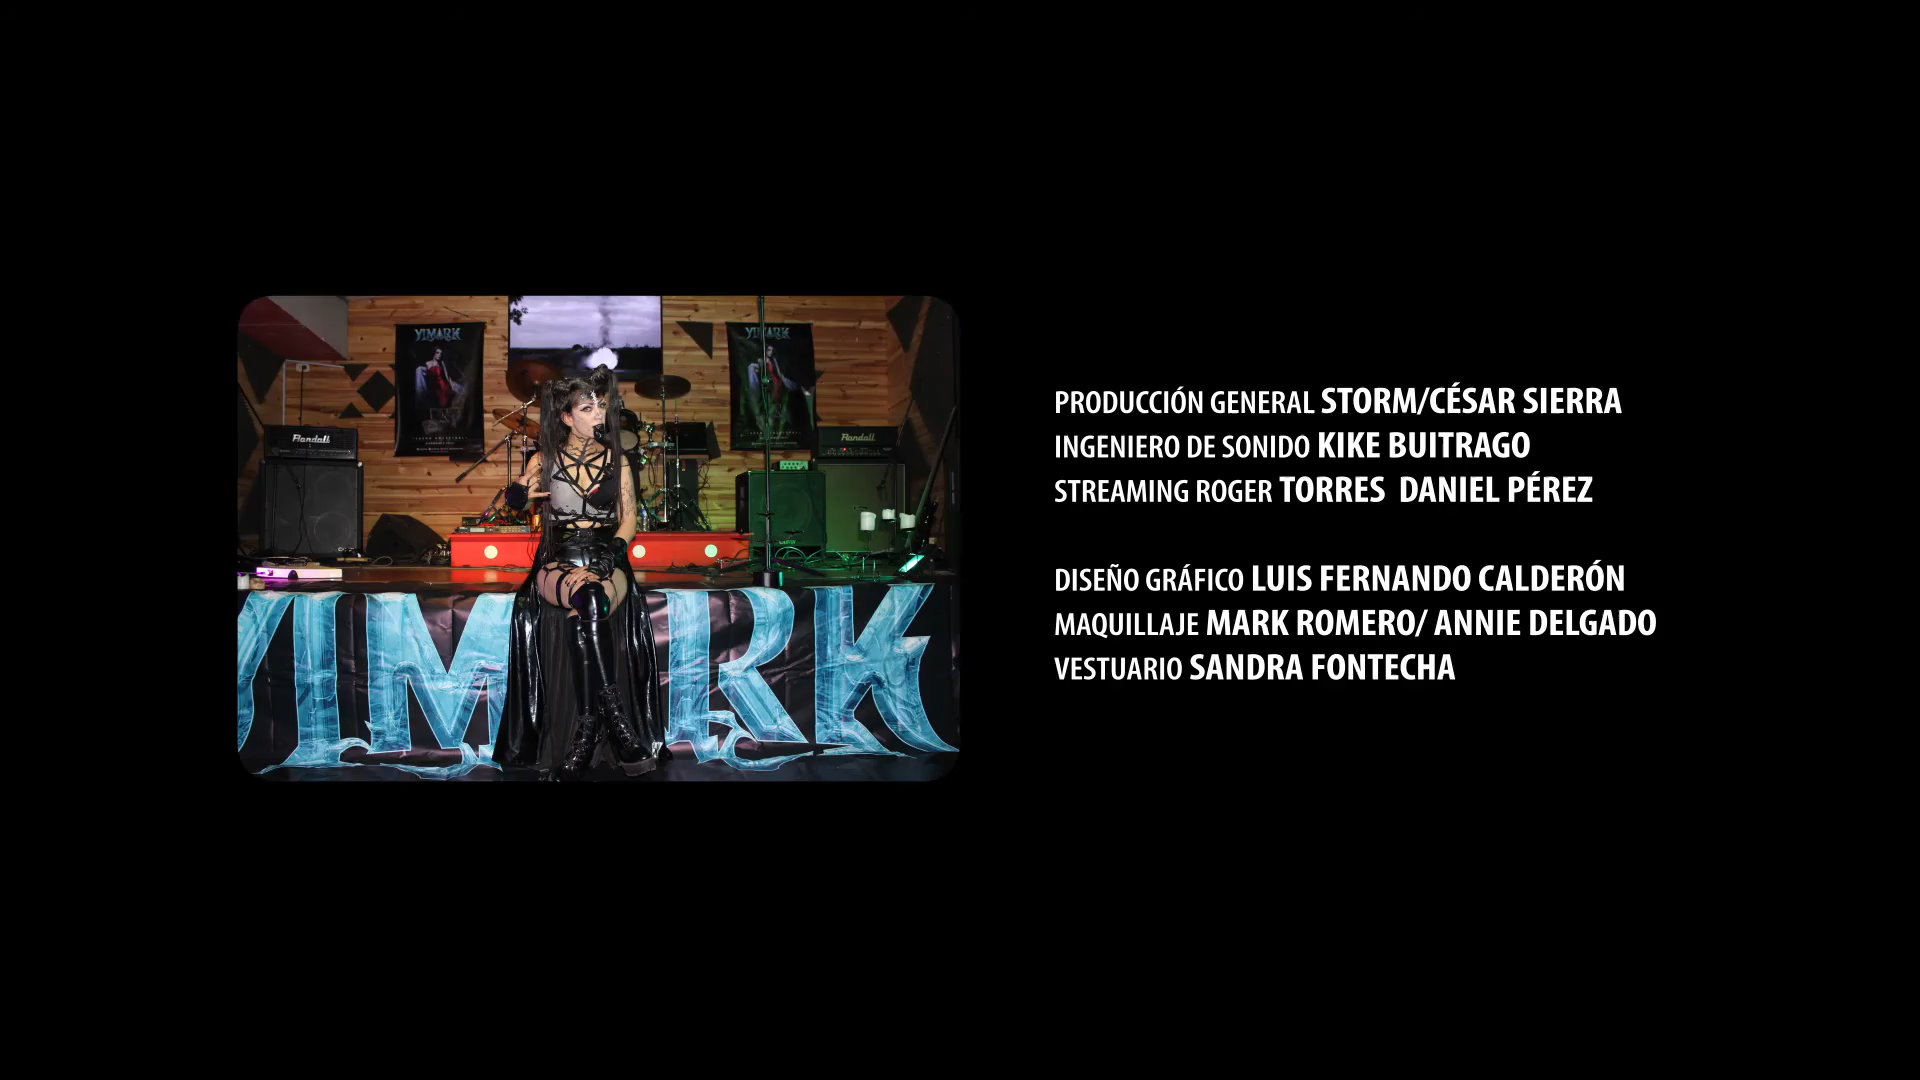 YIMARK
YIMARK
Randall
Randall
YIMARK
PRODUCCIÓN GENERAL STORM/CÉSAR SIERRA
INGENIERO DE SONIDO KIKE BUITRAGO
STREAMING ROGER TORRES  DANIEL PÉREZ
DISEÑO GRÁFICO LUIS FERNANDO CALDERÓN
MAQUILLAJE MARK ROMERO/ ANNIE DELGADO
VESTUARIO SANDRA FONTECHA